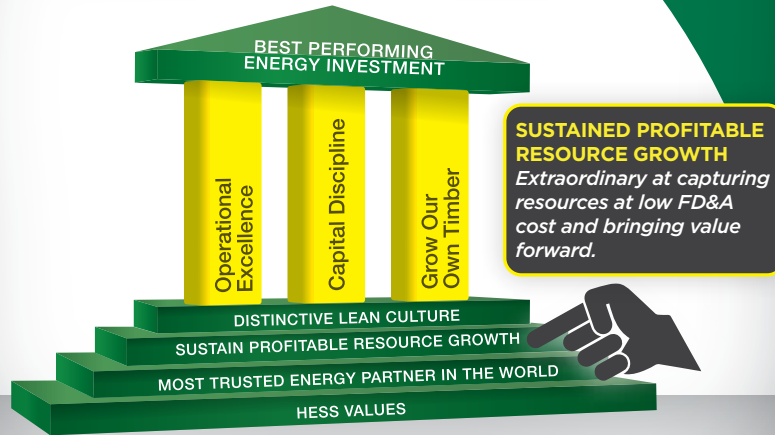 BEST PERFORMING
ENERGY INVESTMENT
Operational
Excellence
Capital Discipline
Grow Our
Own Timber
SUSTAINED PROFITABLE
RESOURCE GROWTH
Extraordinary at capturing
resources at low FD&A
cost and bringing value
forward.
DISTINCTIVE LEAN CULTURE
SUSTAIN PROFITABLE RESOURCE GROWTH
MOST TRUSTED ENERGY PARTNER IN THE WORLD
HESS VALUES